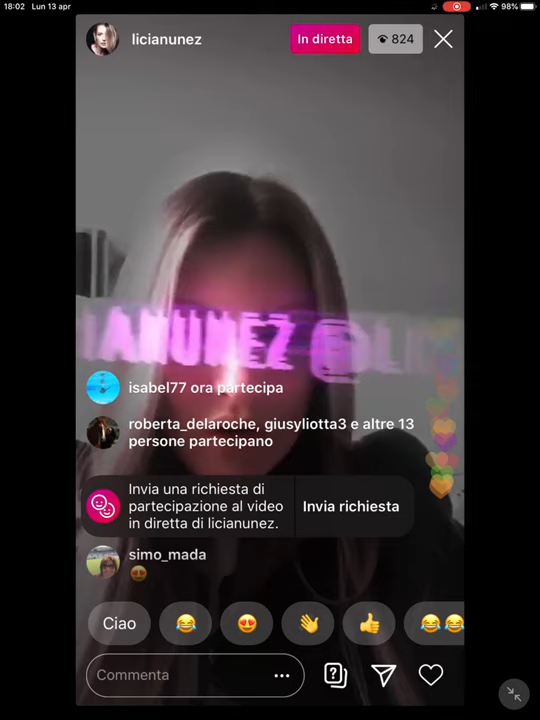 18:02 Lun 13 apr
98%
licianunez
In diretta
824
IANUNEZ @LI
isabel77 ora partecipa
roberta_delaroche, giusyliotta3 e altre 13
persone partecipano
Invia una richiesta di
partecipazione al video
in diretta di licianunez.
Invia richiesta
simo_mada
Ciao
Commenta